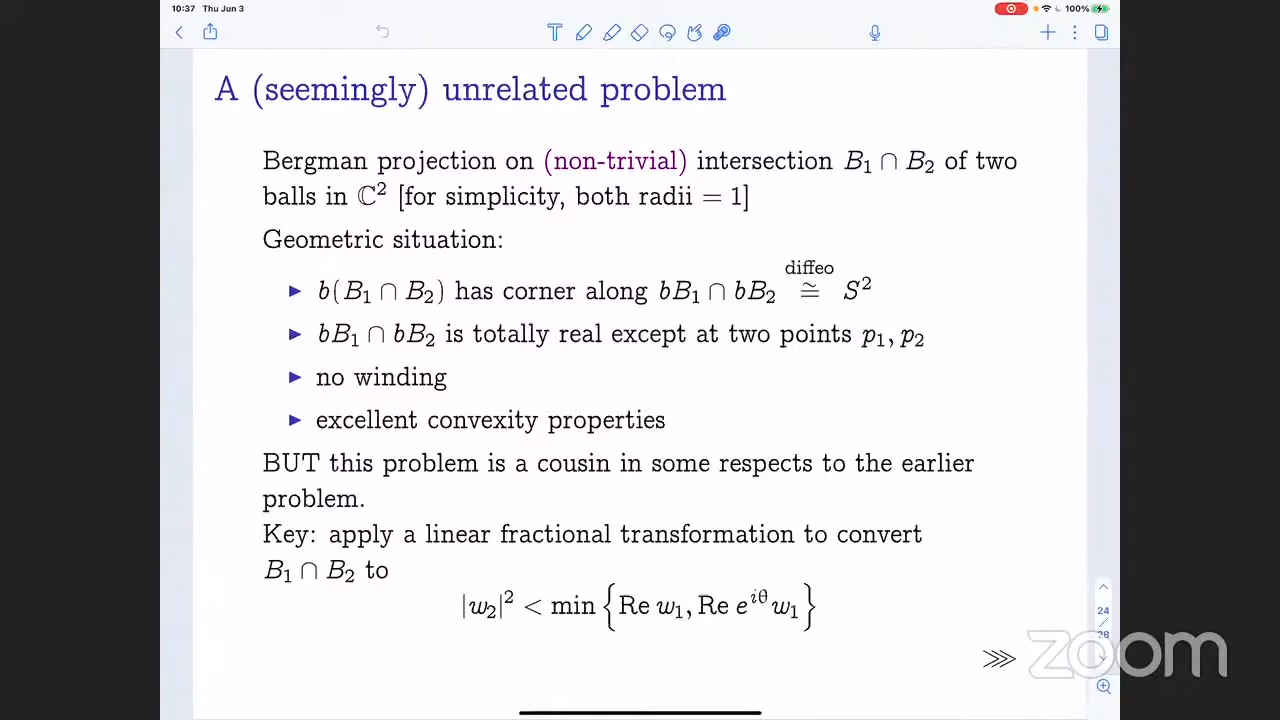 10:37 Thu Jun 3
100%
A (seemingly) unrelated problem
Bergman projection on (non-trivial) intersection B₁ ∩ B₂ of two
balls in ℂ² [for simplicity, both radii = 1]
Geometric situation:
▶ b(B₁ ∩ B₂) has corner along bB₁ ∩ bB₂ diffeo ≅ S²
▶ bB₁ ∩ bB₂ is totally real except at two points p₁, p₂
▶ no winding
▶ excellent convexity properties
BUT this problem is a cousin in some respects to the earlier
problem.
Key: apply a linear fractional transformation to convert
B₁ ∩ B₂ to
|w₂|² < min {Re w₁, Re e^{iθ} w₁}
24
28
zoom